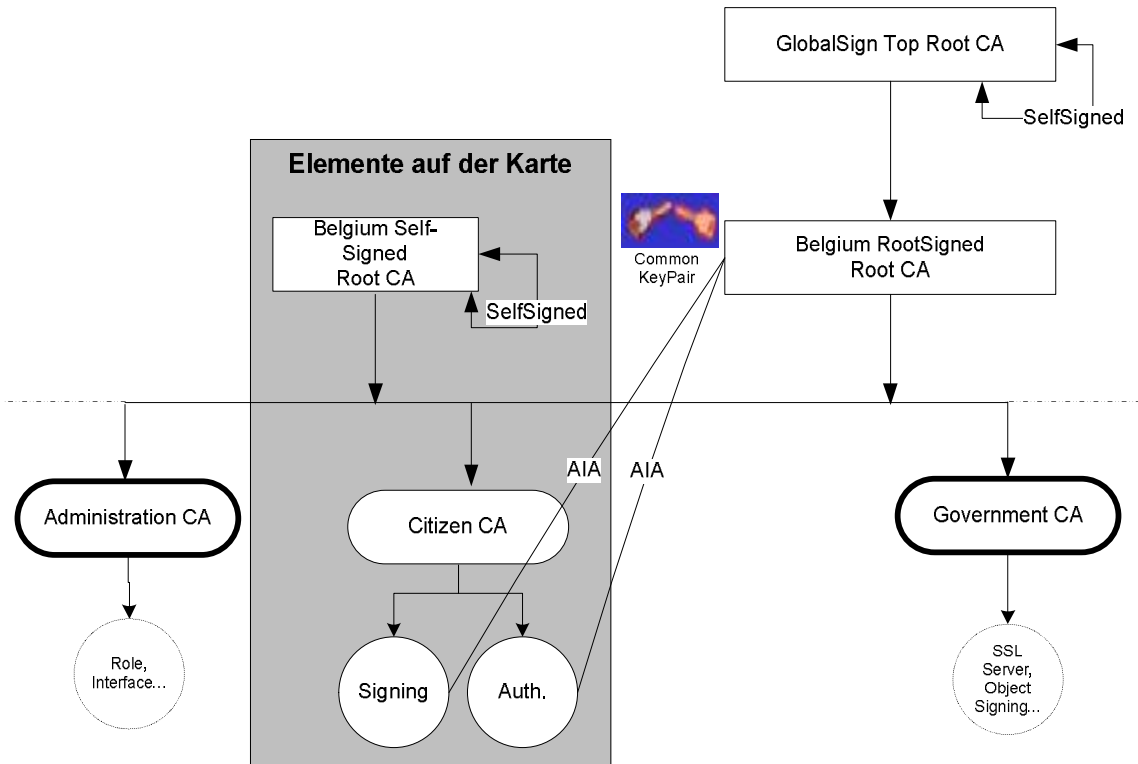 GlobalSign Top Root CA
SelfSigned
Elemente auf der Karte
Belgium Self-
Signed
Root CA
SelfSigned
Common
KeyPair
Belgium RootSigned
Root CA
AIA
AIA
Administration CA
Citizen CA
Government CA
Role,
Interface...
Signing
Auth.
SSL
Server,
Object
Signing...